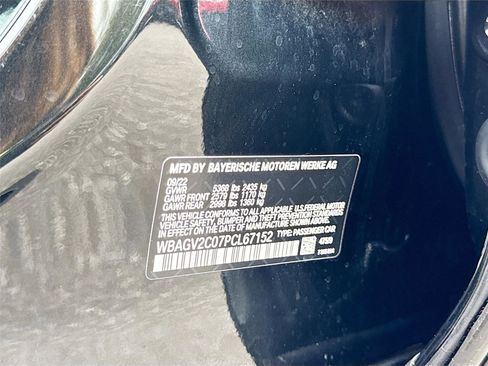 MFD BY BAYERISCHE MOTOREN WERKE AG
09/22
GVWR 5368 lbs 2435 kg
GAWR FRONT 2579 lbs 1170 kg
GAWR REAR 2998 lbs 1360 kg
THIS VEHICLE CONFORMS TO ALL APPLICABLE U.S. FEDERAL MOTOR
VEHICLE SAFETY, BUMPER, AND THEFT PREVENTION STANDARDS
IN EFFECT ON THE DATE OF MANUFACTURE SHOWN ABOVE.
WBAGV2C07PCL67152 TYPE: PASSENGER CAR
475/9